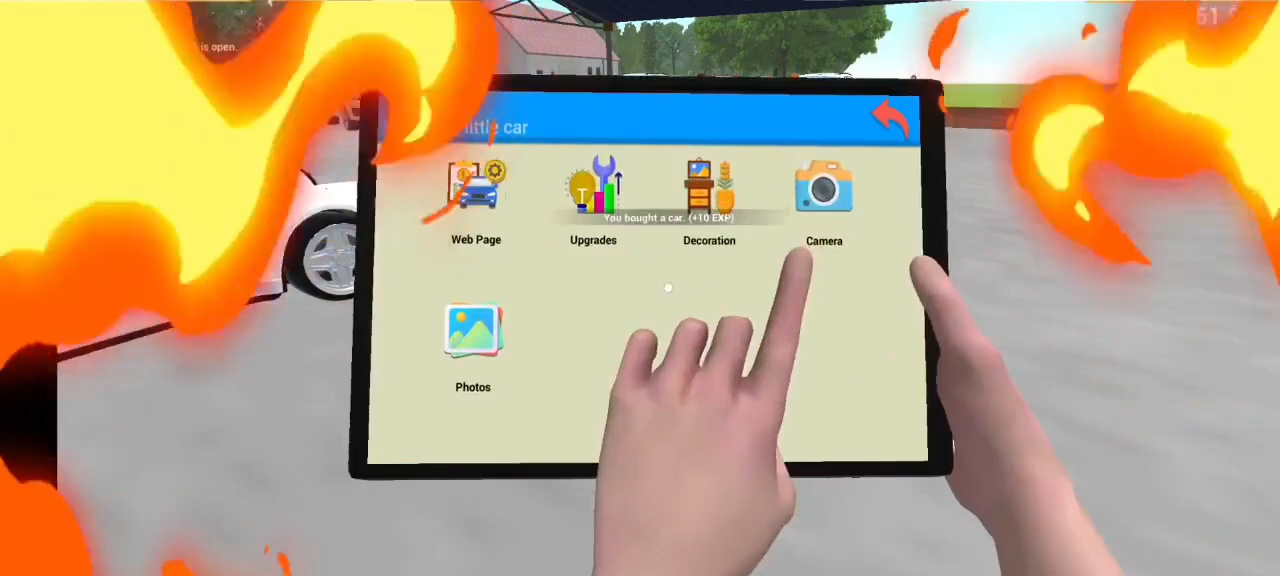 is open.
little car
You bought a car. (+10 EXP)
Web Page
Upgrades
Decoration
Camera
Photos